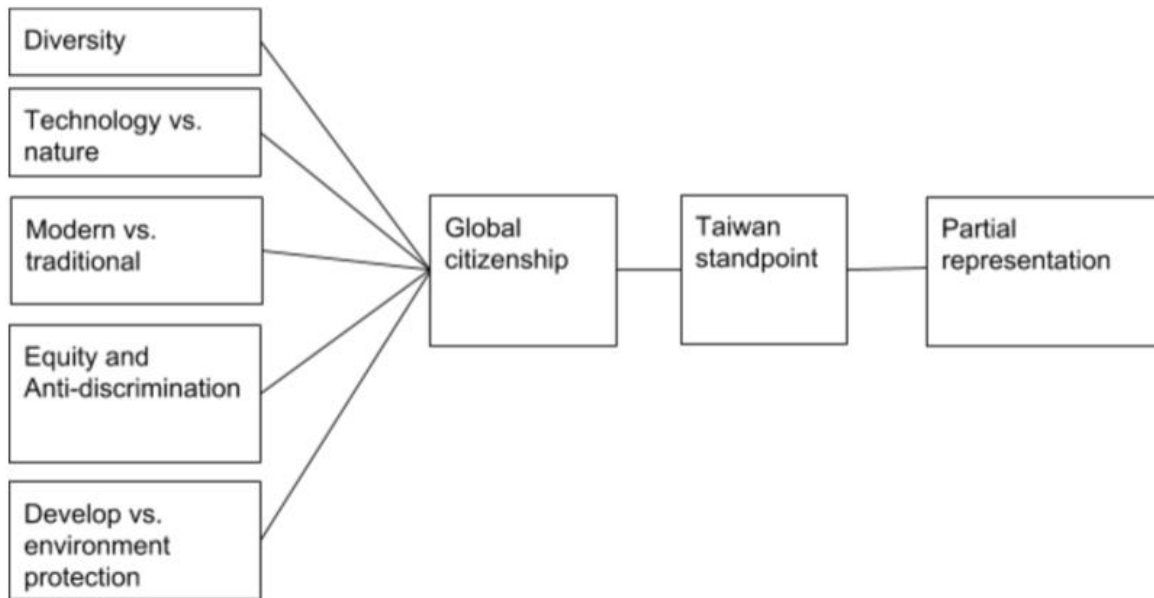 Diversity
Technology vs.
nature
Modern vs.
traditional
Equity and
Anti-discrimination
Develop vs.
environment
protection
Global
citizenship
Taiwan
standpoint
Partial
representation